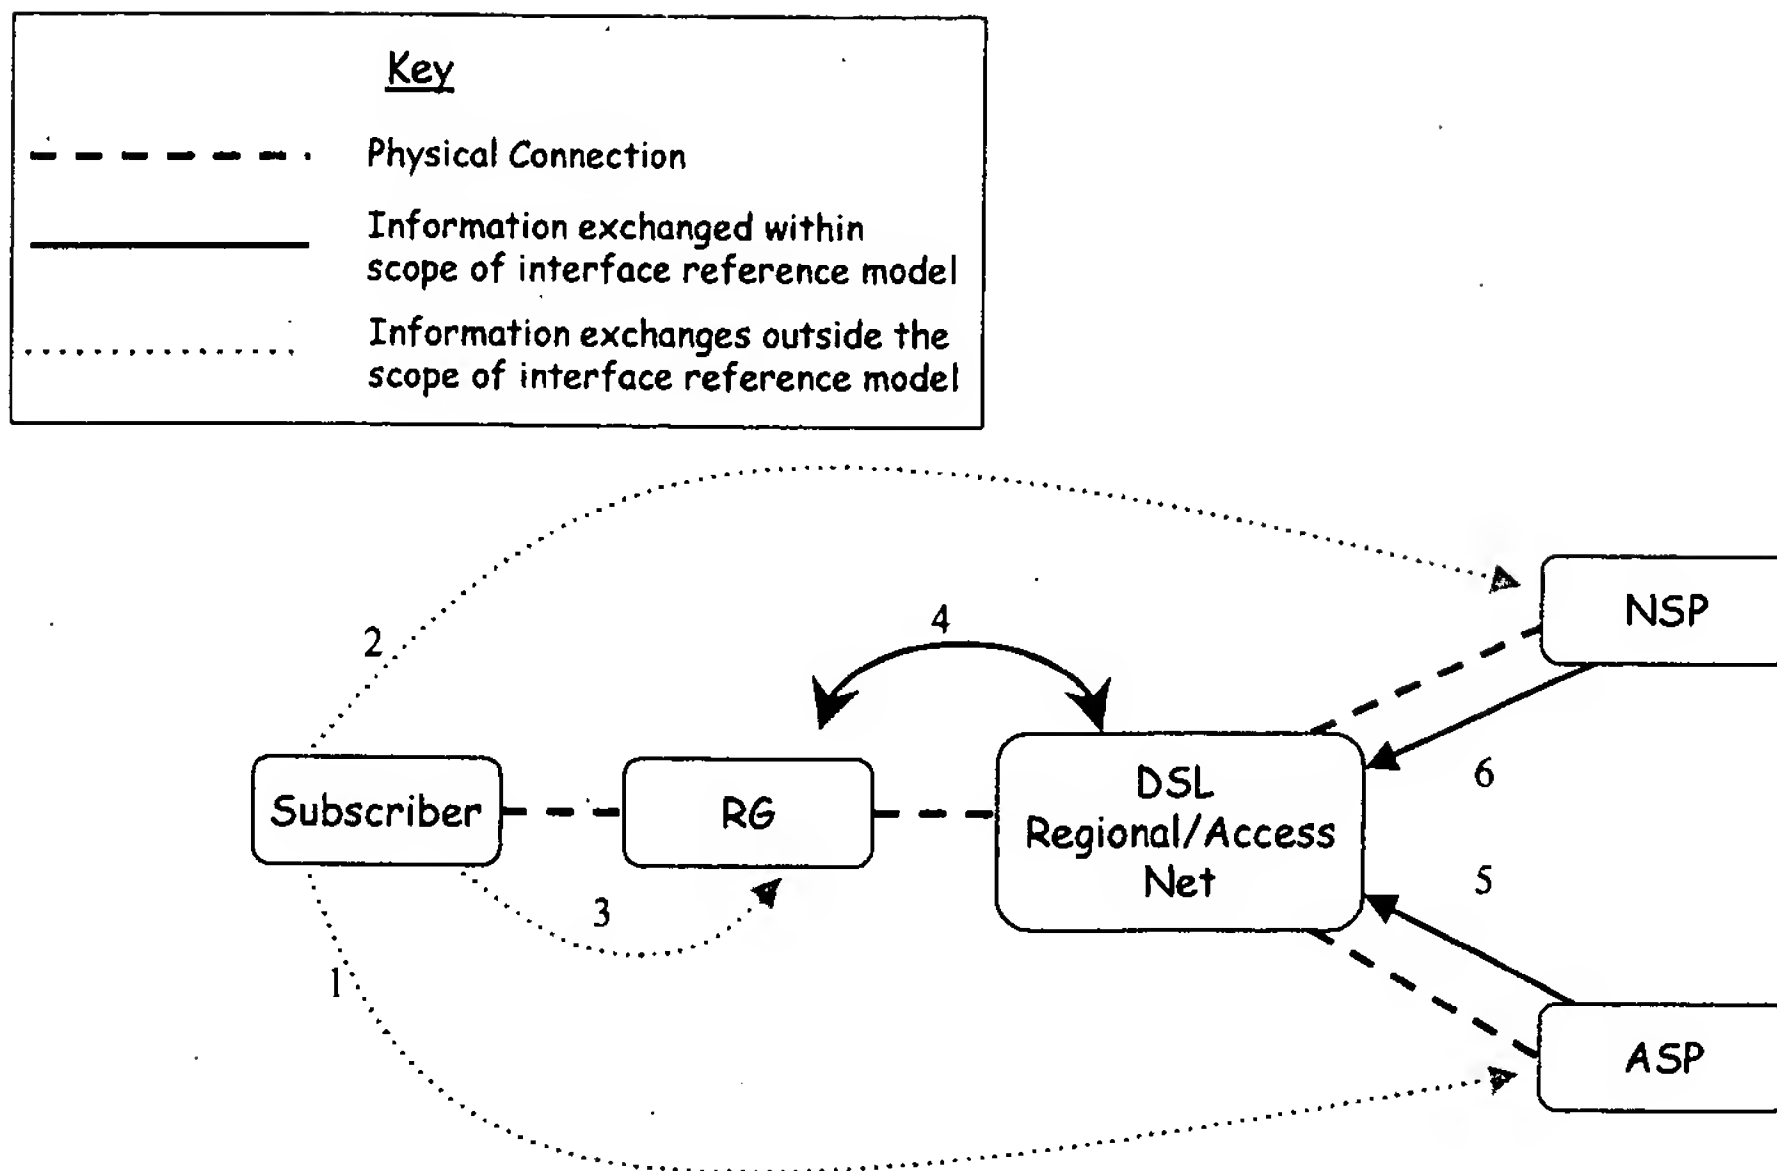 Key
Physical Connection
Information exchanged within
scope of interface reference model
Information exchanges outside the
scope of interface reference model
2
4
NSP
6
Subscriber
RG
DSL
Regional/Access
Net
5
3
1
ASP